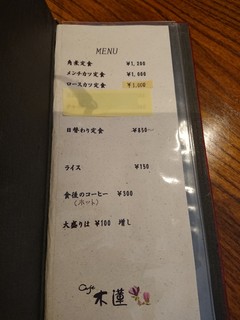 MENU
角煮定食 ¥1,300
メンチカツ定食 ¥1,000
ロースカツ定食 ¥1,000
日替わり定食 ¥850～
ライス ¥150
食後のコーヒー ¥300
(ホット)
大盛りは ¥100 増し
Cafe
木蓮